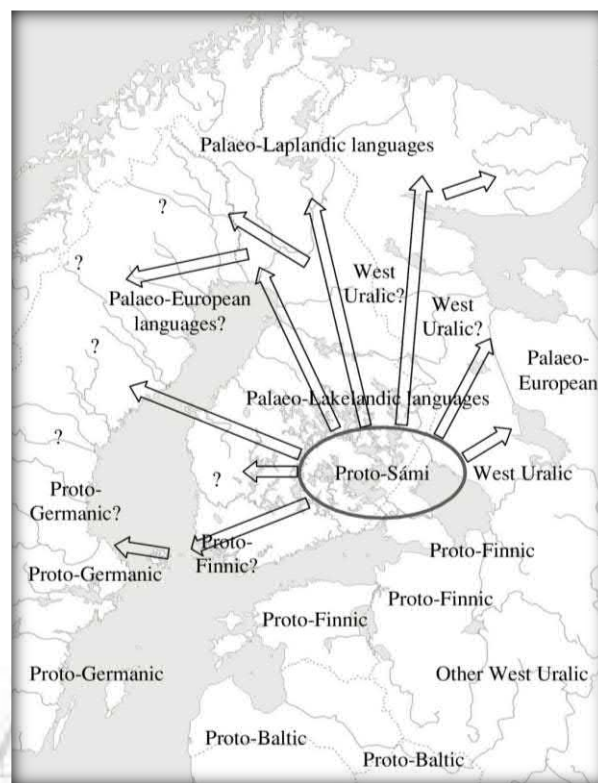 Palaeo-Laplandic languages
?
West
Uralic?
?
Palaeo-European
languages?
West
Uralic?
?
Palaeo-
European
Palaeo-Lakelandic languages
?
?
Proto-Sámi
West Uralic
Proto-
Germanic?
Proto-
Finnic?
Proto-Finnic
Proto-Germanic
Proto-Finnic
Proto-Finnic
Proto-Germanic
Other West Uralic
Proto-Baltic
Proto-Baltic